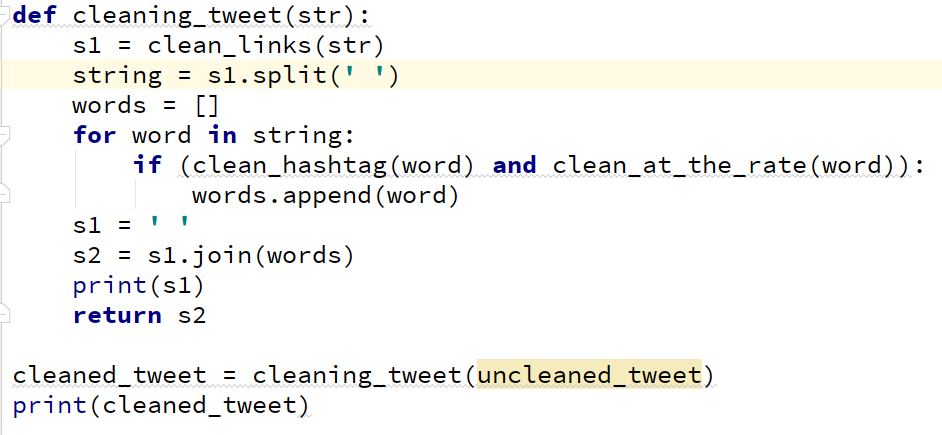 def cleaning_tweet(str):
    s1 = clean_links(str)
    string = s1.split(' ')
    words = []
    for word in string:
        if (clean_hashtag(word) and clean_at_the_rate(word)):
            words.append(word)
    s1 = ' '
    s2 = s1.join(words)
    print(s1)
    return s2

cleaned_tweet = cleaning_tweet(uncleaned_tweet)
print(cleaned_tweet)